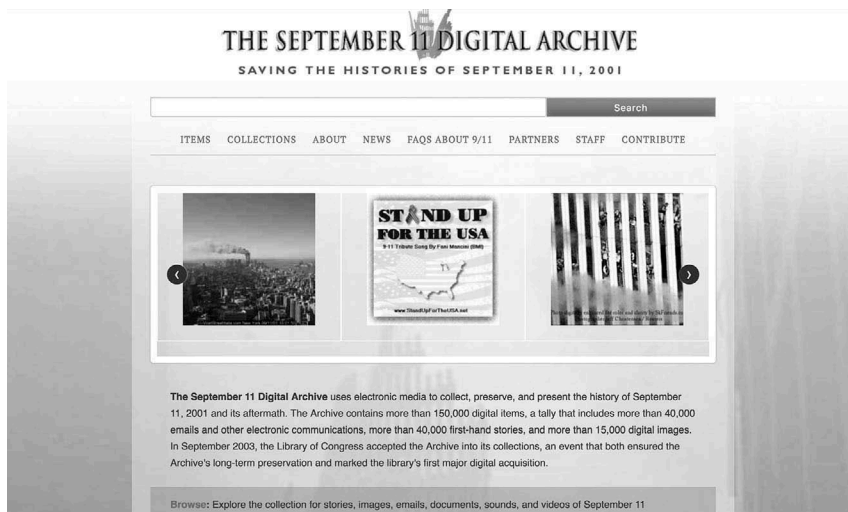 THE SEPTEMBER 11 DIGITAL ARCHIVE
SAVING THE HISTORIES OF SEPTEMBER 11, 2001
Search
ITEMS COLLECTIONS ABOUT NEWS FAQS ABOUT 9/11 PARTNERS STAFF CONTRIBUTE
STAND UP
FOR THE USA
9-11 Tribute Song By Fani Mancini (BMI)
www.StandUpForTheUSA.net
The September 11 Digital Archive uses electronic media to collect, preserve, and present the history of September
11, 2001 and its aftermath. The Archive contains more than 150,000 digital items, a tally that includes more than 40,000
emails and other electronic communications, more than 40,000 first-hand stories, and more than 15,000 digital images.
In September 2003, the Library of Congress accepted the Archive into its collections, an event that both ensured the
Archive's long-term preservation and marked the library's first major digital acquisition.
Browse: Explore the collection for stories, images, emails, documents, sounds, and videos of September 11